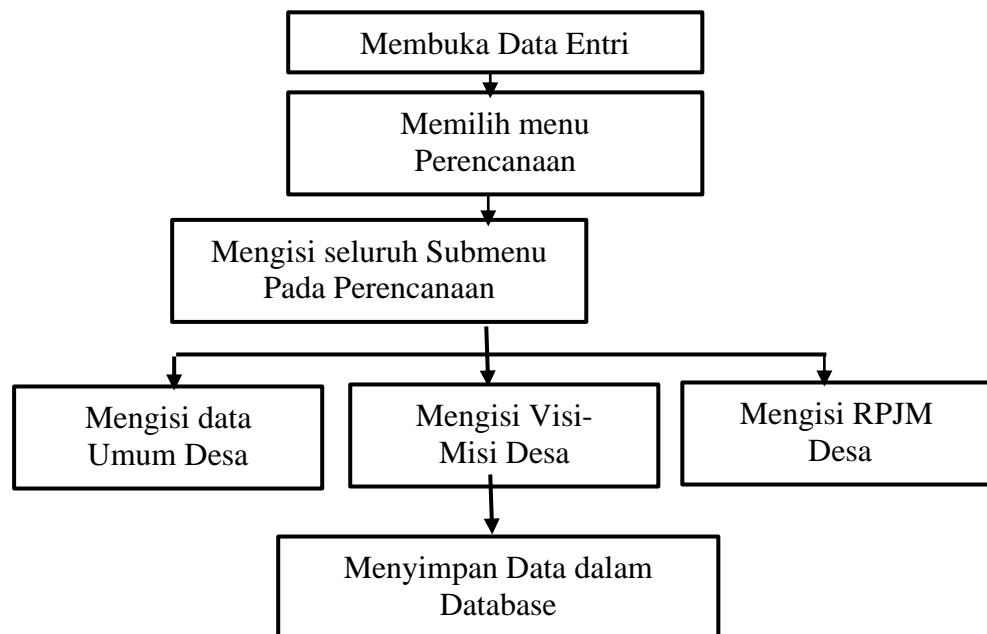 Membuka Data Entri
Memilih menu
Perencanaan
Mengisi seluruh Submenu
Pada Perencanaan
Mengisi data
Umum Desa
Mengisi Visi-
Misi Desa
Mengisi RPJM
Desa
Menyimpan Data dalam
Database